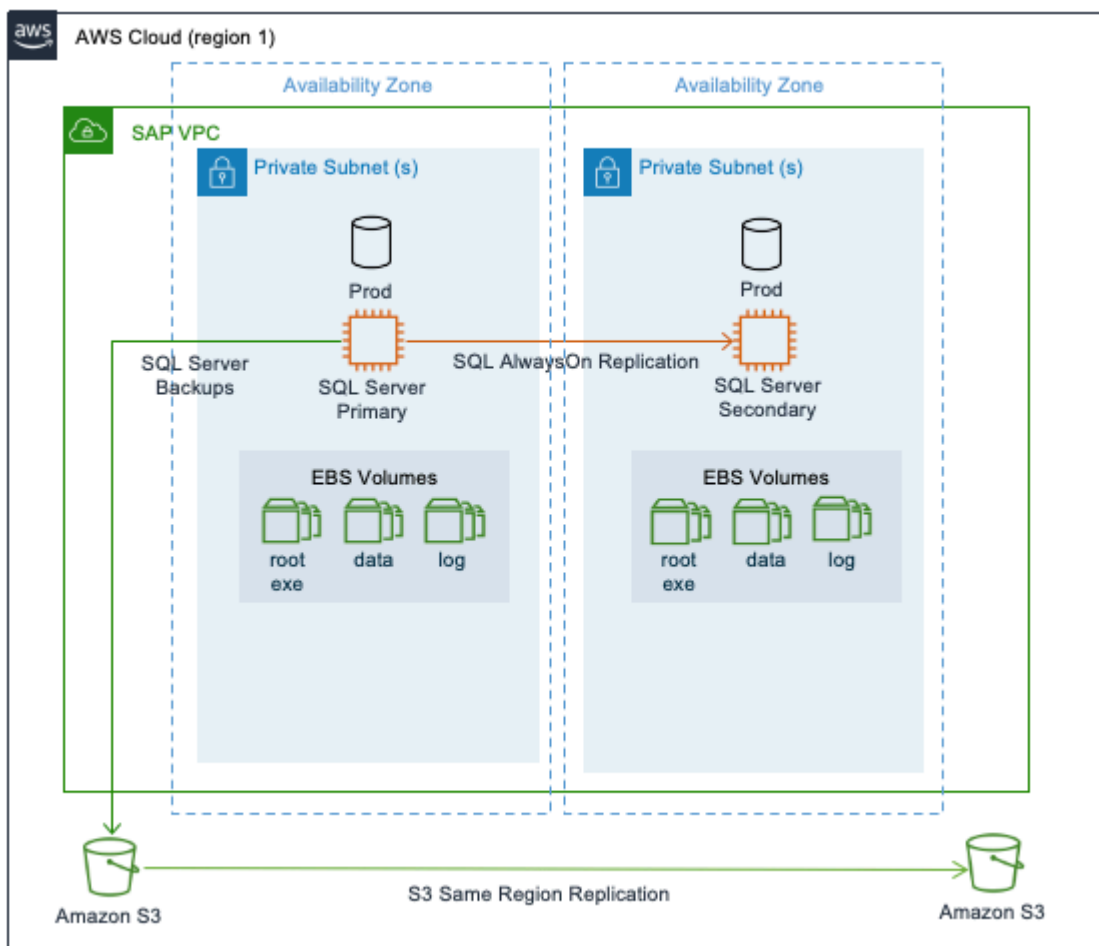 aws
AWS Cloud (region 1)
Availability Zone
Availability Zone
SAP VPC
Private Subnet (s)
Private Subnet (s)
Prod
Prod
SQL Server
Backups
SQL Server
Primary
SQL AlwaysOn Replication
SQL Server
Secondary
EBS Volumes
root
exe
data
log
EBS Volumes
root
exe
data
log
Amazon S3
S3 Same Region Replication
Amazon S3